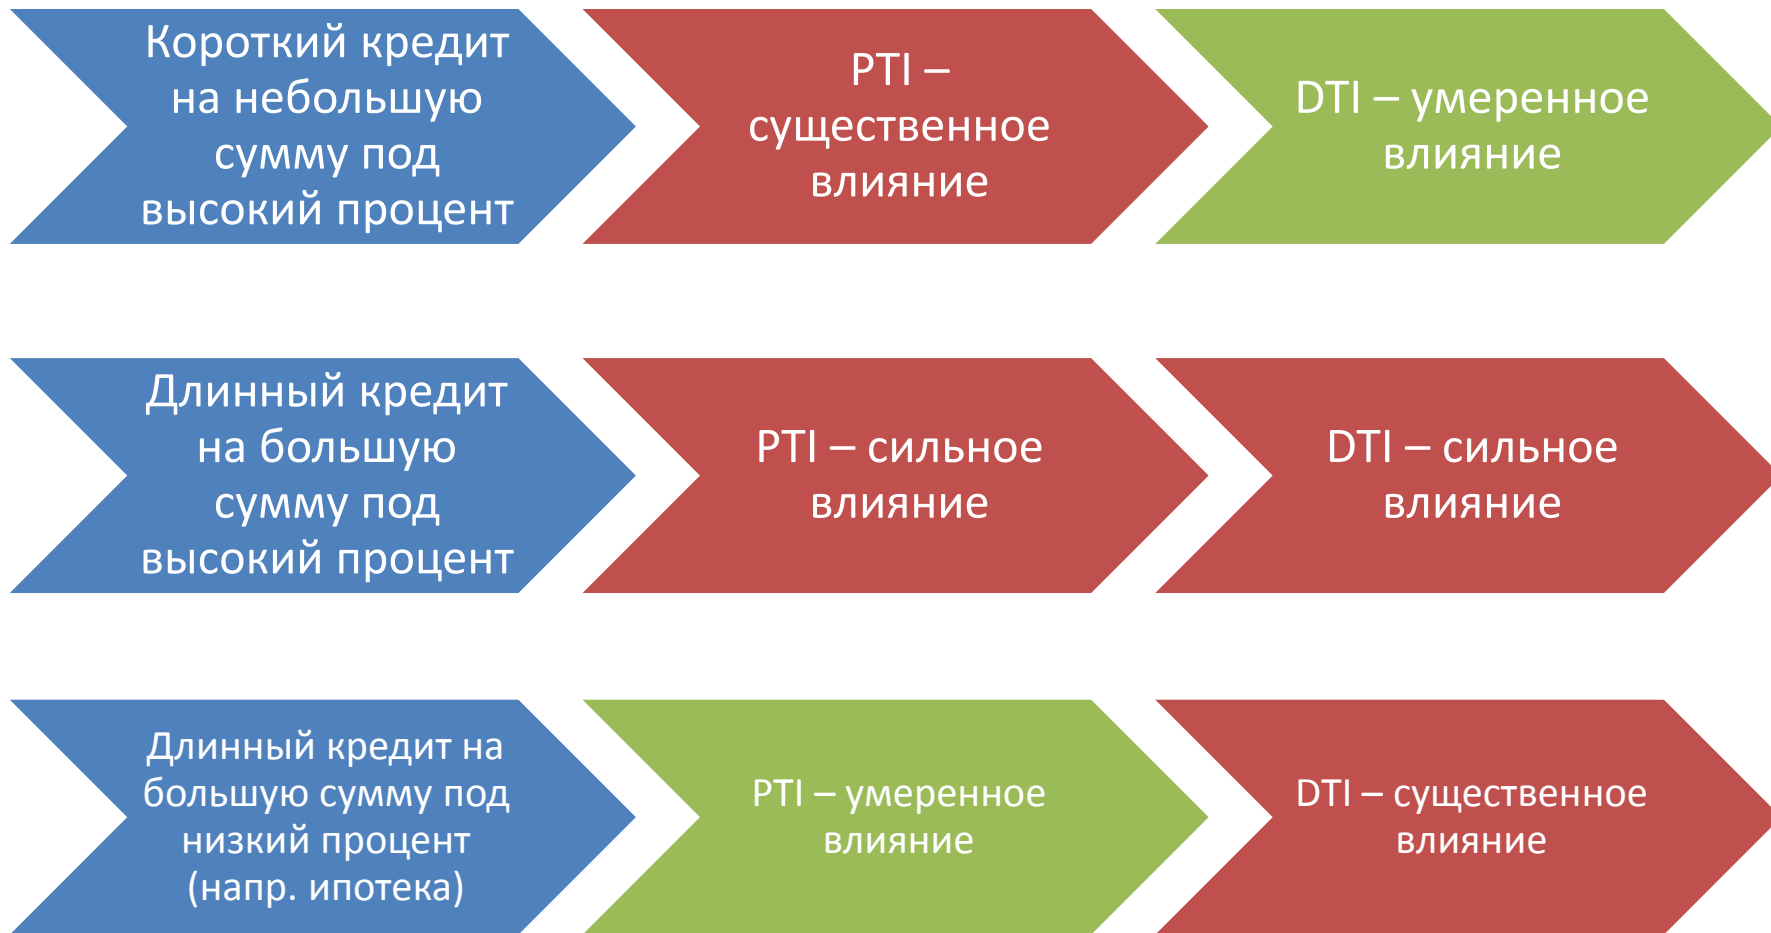 Короткий кредит
на небольшую
сумму под
высокий процент
PTI –
существенное
влияние
DTI – умеренное
влияние
Длинный кредит
на большую
сумму под
высокий процент
PTI – сильное
влияние
DTI – сильное
влияние
Длинный кредит на
большую сумму под
низкий процент
(напр. ипотека)
PTI – умеренное
влияние
DTI – существенное
влияние